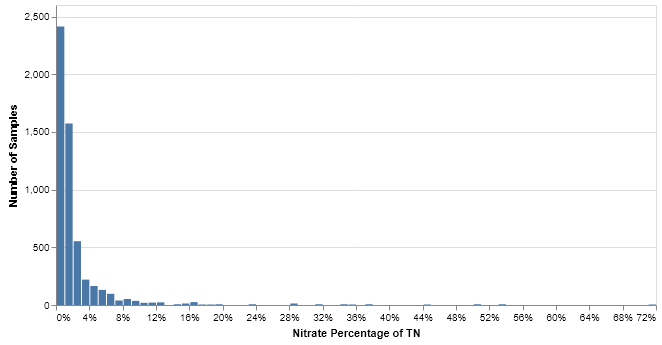 2,500
2,000
1,500
1,000
500
0
Number of Samples
0% 4% 8% 12% 16% 20% 24% 28% 32% 36% 40% 44% 48% 52% 56% 60% 64% 68% 72%
Nitrate Percentage of TN